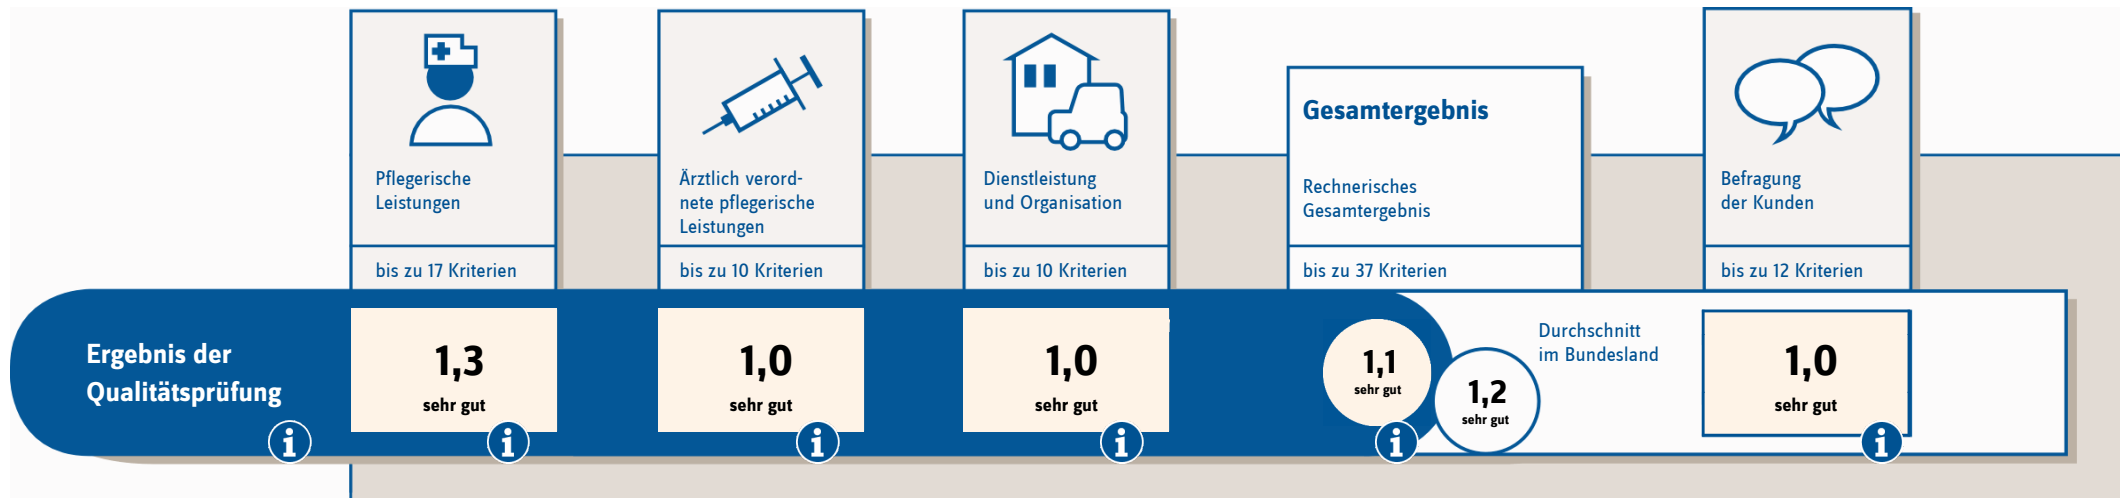 Pflegerische
Leistungen
bis zu 17 Kriterien
Ärztlich verord-
nete pflegerische
Leistungen
bis zu 10 Kriterien
Dienstleistung
und Organisation
bis zu 10 Kriterien
Gesamtergebnis
Rechnerisches
Gesamtergebnis
bis zu 37 Kriterien
Befragung
der Kunden
bis zu 12 Kriterien
Ergebnis der
Qualitätsprüfung
i
1,3
sehr gut
i
1,0
sehr gut
i
1,0
sehr gut
i
1,1
sehr gut
i
1,2
sehr gut
Durchschnitt
im Bundesland
1,0
sehr gut
i